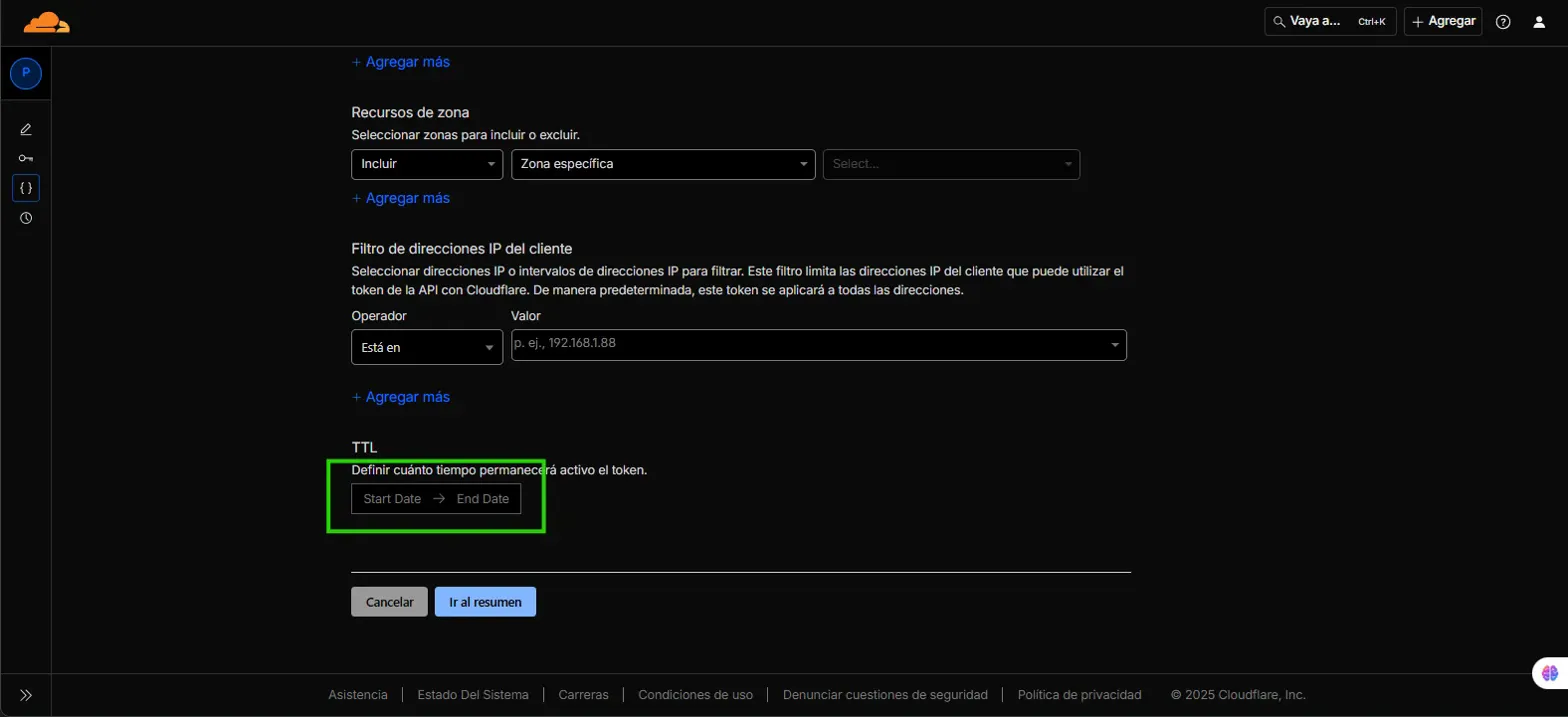 Vaya a... Ctrl+K
+ Agregar
P
+ Agregar más
Recursos de zona
Seleccionar zonas para incluir o excluir.
Incluir
Zona específica
Select...
+ Agregar más
Filtro de direcciones IP del cliente
Seleccionar direcciones IP o intervalos de direcciones IP para filtrar. Este filtro limita las direcciones IP del cliente que puede utilizar el
token de la API con Cloudflare. De manera predeterminada, este token se aplicará a todas las direcciones.
Operador
Valor
Está en
p. ej., 192.168.1.88
+ Agregar más
TTL
Definir cuánto tiempo permanecerá activo el token.
Start Date → End Date
Cancelar
Ir al resumen
Asistencia | Estado Del Sistema | Carreras | Condiciones de uso | Denunciar cuestiones de seguridad | Política de privacidad © 2025 Cloudflare, Inc.